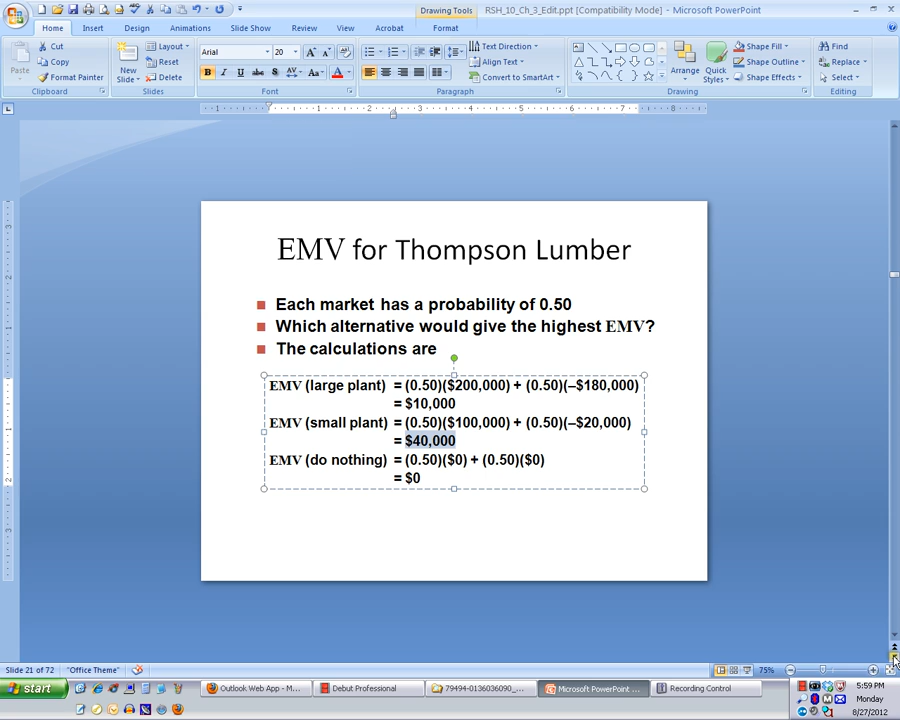 Drawing Tools
RSH_10_Ch_3_Edit.ppt [Compatibility Mode] - Microsoft PowerPoint
Home Insert Design Animations Slide Show Review View Acrobat Format
Paste
Cut
Copy
Format Painter
Clipboard
New Slide
Layout
Reset
Delete
Slides
Arial 20
B I U abc S AV Aa A
Font
Text Direction
Align Text
Convert to SmartArt
Paragraph
Arrange
Quick Styles
Shape Fill
Shape Outline
Shape Effects
Drawing
Find
Replace
Select
Editing
EMV for Thompson Lumber
Each market has a probability of 0.50
Which alternative would give the highest EMV?
The calculations are
EMV (large plant) = (0.50)($200,000) + (0.50)(–$180,000)
= $10,000
EMV (small plant) = (0.50)($100,000) + (0.50)(–$20,000)
= $40,000
EMV (do nothing) = (0.50)($0) + (0.50)($0)
= $0
Slide 21 of 72 "Office Theme" 75%
start Outlook Web App - M... Debut Professional 79494-0136036090_... Microsoft PowerPoint ... Recording Control
5:59 PM
Monday
8/27/2012